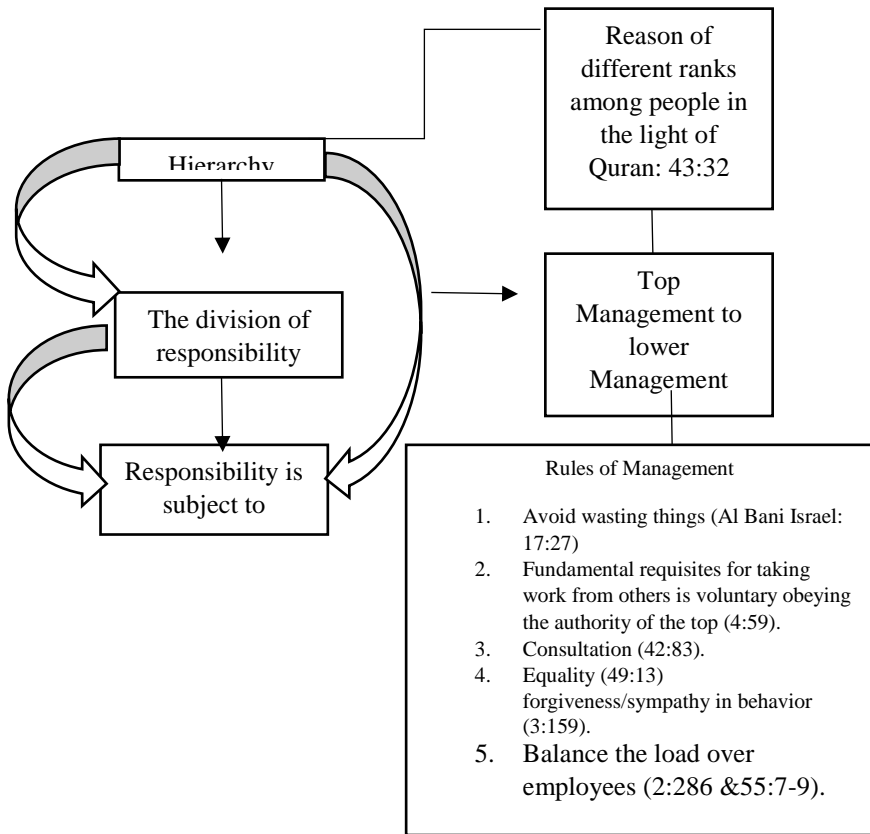 Reason of
different ranks
among people in
the light of
Quran: 43:32
Hierarchy
Top
Management to
lower
Management
The division of
responsibility
Responsibility is
subject to
Rules of Management
1. Avoid wasting things (Al Bani Israel:
17:27)
2. Fundamental requisites for taking
work from others is voluntary obeying
the authority of the top (4:59).
3. Consultation (42:83).
4. Equality (49:13)
forgiveness/sympathy in behavior
(3:159).
5. Balance the load over
employees (2:286 &55:7-9).